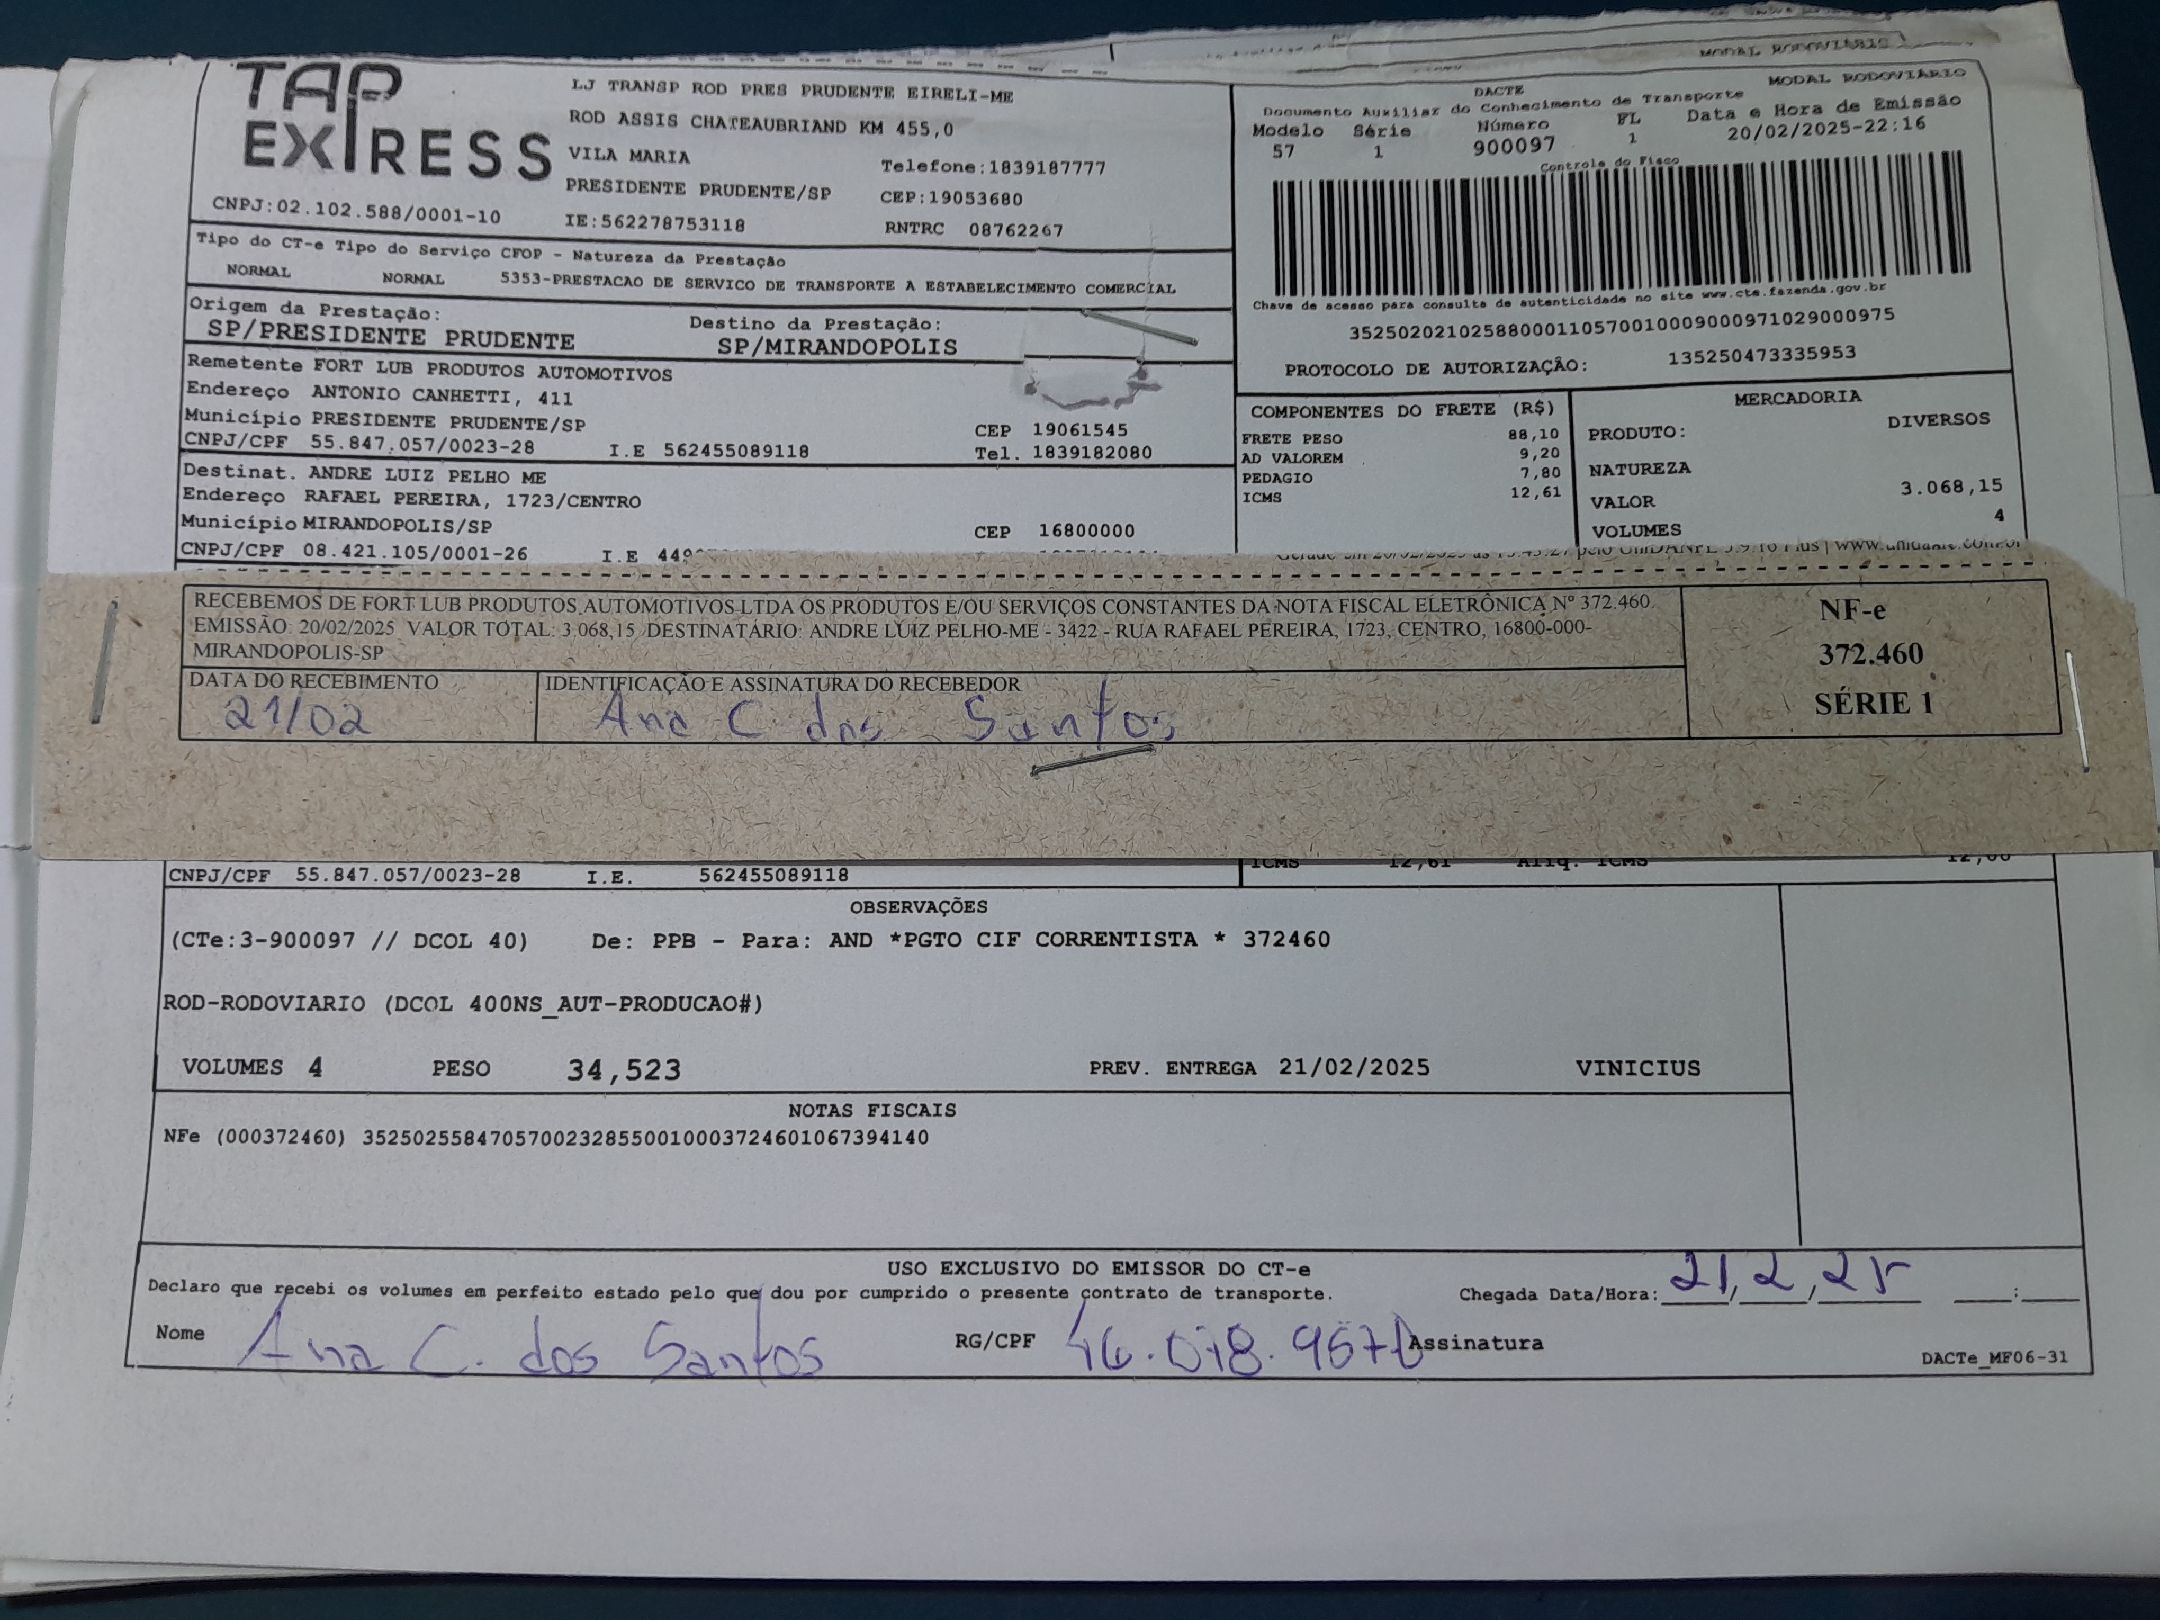 MODAL RODOVIÁRIO
TAP EXPRESS
LJ TRANSP ROD PRES PRUDENTE EIRELI-ME
ROD ASSIS CHATEAUBRIAND KM 455,0
VILA MARIA Telefone:1839187777
PRESIDENTE PRUDENTE/SP CEP:19053680
CNPJ:02.102.588/0001-10 IE:562278753118 RNTRC 08762267
MODAL RODOVIÁRIO
DACTE
Documento Auxiliar do Conhecimento de Transporte
Modelo Série Número FL Data e Hora de Emissão
57 1 900097 1 20/02/2025-22:16
Controle do Fisco
Chave de acesso para consulta de autenticidade no site www.cte.fazenda.gov.br
35250202102588000110570010009000971029000975
PROTOCOLO DE AUTORIZAÇÃO: 135250473335953
Tipo do CT-e Tipo do Serviço CFOP - Natureza da Prestação
NORMAL NORMAL 5353-PRESTACAO DE SERVICO DE TRANSPORTE A ESTABELECIMENTO COMERCIAL
Origem da Prestação: Destino da Prestação:
SP/PRESIDENTE PRUDENTE SP/MIRANDOPOLIS
Remetente FORT LUB PRODUTOS AUTOMOTIVOS
Endereço ANTONIO CANHETTI, 411
Município PRESIDENTE PRUDENTE/SP CEP 19061545
CNPJ/CPF 55.847.057/0023-28 I.E 562455089118 Tel. 1839182080
Destinat. ANDRE LUIZ PELHO ME
Endereço RAFAEL PEREIRA, 1723/CENTRO
Município MIRANDOPOLIS/SP CEP 16800000
CNPJ/CPF 08.421.105/0001-26 I.E
COMPONENTES DO FRETE (R$)
FRETE PESO 88,10
AD VALOREM 9,20
PEDAGIO 7,80
ICMS 12,61
MERCADORIA
PRODUTO: DIVERSOS
NATUREZA
VALOR 3.068,15
VOLUMES 4
RECEBEMOS DE FORT LUB PRODUTOS AUTOMOTIVOS LTDA OS PRODUTOS E/OU SERVIÇOS CONSTANTES DA NOTA FISCAL ELETRÔNICA Nº 372.460.
EMISSÃO: 20/02/2025 VALOR TOTAL: 3.068,15 DESTINATÁRIO: ANDRE LUIZ PELHO-ME - 3422 - RUA RAFAEL PEREIRA, 1723, CENTRO, 16800-000-
MIRANDOPOLIS-SP
DATA DO RECEBIMENTO IDENTIFICAÇÃO E ASSINATURA DO RECEBEDOR
21/02 Ana C dos Santos
NF-e
372.460
SÉRIE 1
CNPJ/CPF 55.847.057/0023-28 I.E. 562455089118
ICMS 12,61 Aliq. ICMS 12,00
OBSERVAÇÕES
(CTe:3-900097 // DCOL 40) De: PPB - Para: AND *PGTO CIF CORRENTISTA * 372460
ROD-RODOVIARIO (DCOL 400NS_AUT-PRODUCAO#)
VOLUMES 4 PESO 34,523 PREV. ENTREGA 21/02/2025 VINICIUS
NOTAS FISCAIS
NFe (000372460) 35250255847057002328550010003724601067394140
USO EXCLUSIVO DO EMISSOR DO CT-e
Declaro que recebi os volumes em perfeito estado pelo que dou por cumprido o presente contrato de transporte. Chegada Data/Hora: 21/2/25 __:__
Nome Ana C. dos Santos RG/CPF Assinatura
DACTe_MF06-31